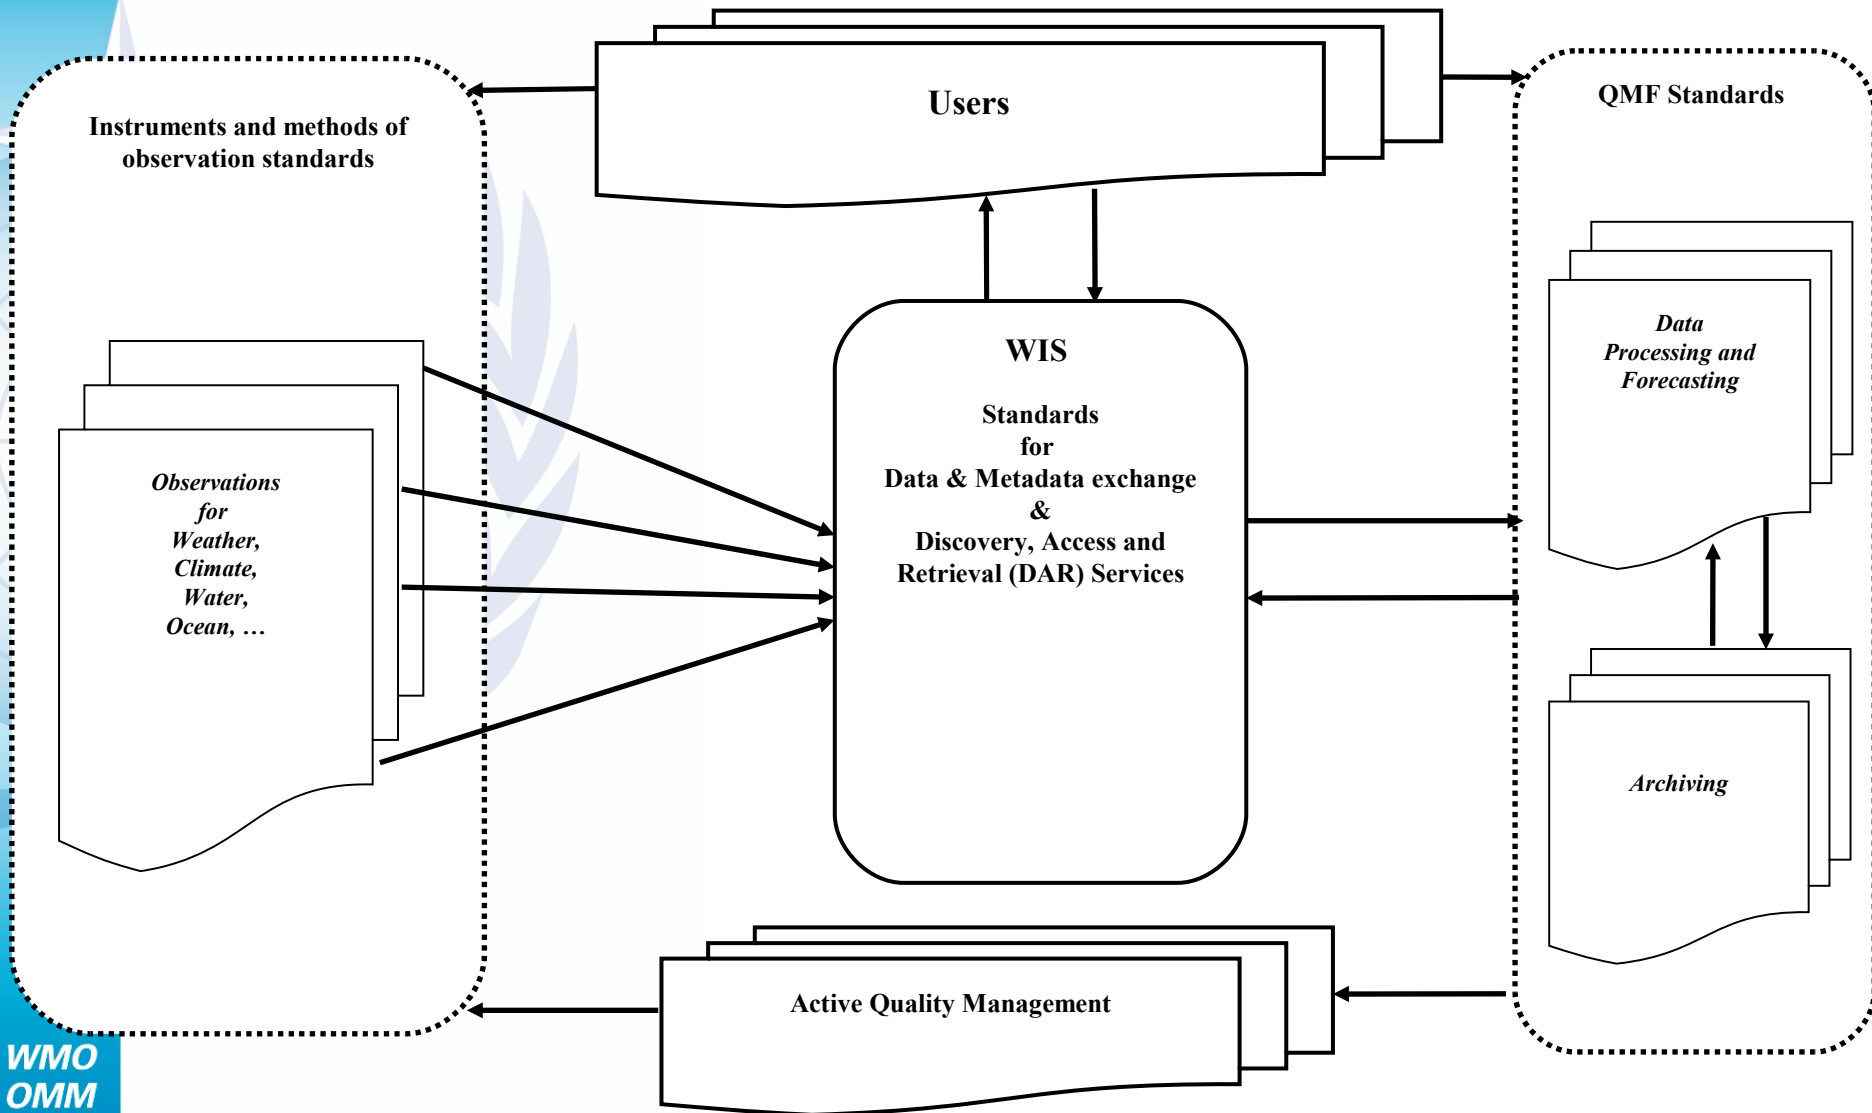 Users
Instruments and methods of
observation standards
QMF Standards
Observations
for
Weather,
Climate,
Water,
Ocean, …
WIS
Standards
for
Data & Metadata exchange
&
Discovery, Access and
Retrieval (DAR) Services
Data
Processing and
Forecasting
Archiving
Active Quality Management
WMO
OMM